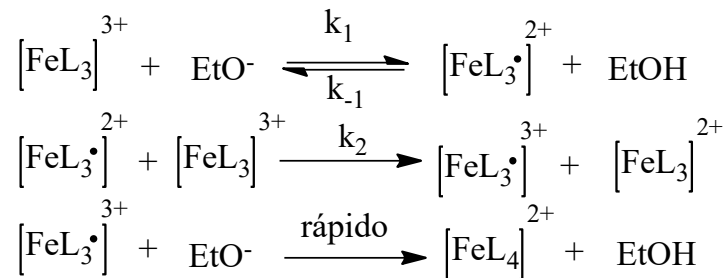 [FeL₃]³⁺ + EtO⁻ k₁ k₋₁ [FeL₃•]²⁺ + EtOH
[FeL₃•]²⁺ + [FeL₃]³⁺ k₂ [FeL₃•]³⁺ + [FeL₃]²⁺
[FeL₃•]³⁺ + EtO⁻ rápido [FeL₄]²⁺ + EtOH